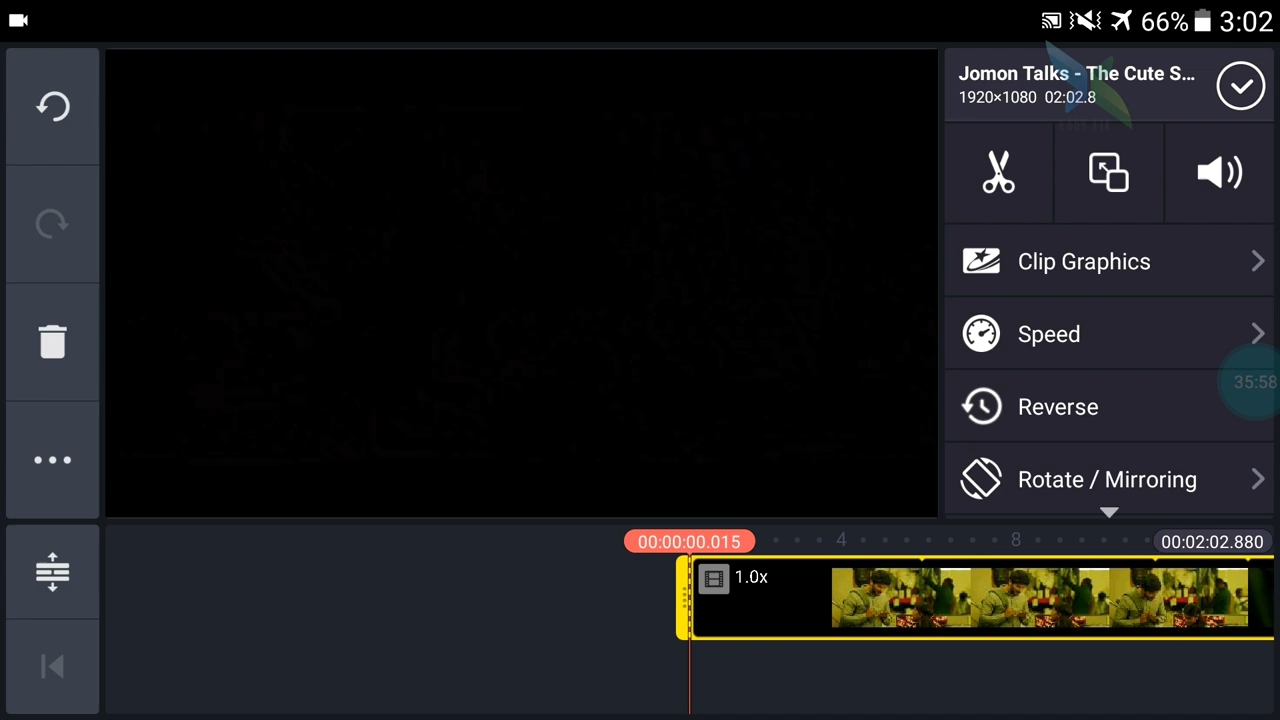 66% 3:02
Jomon Talks - The Cute S...
1920×1080 02:02.8
Clip Graphics
Speed
35:58
Reverse
Rotate / Mirroring
00:00:00.015 4 8 00:02:02.880
1.0x